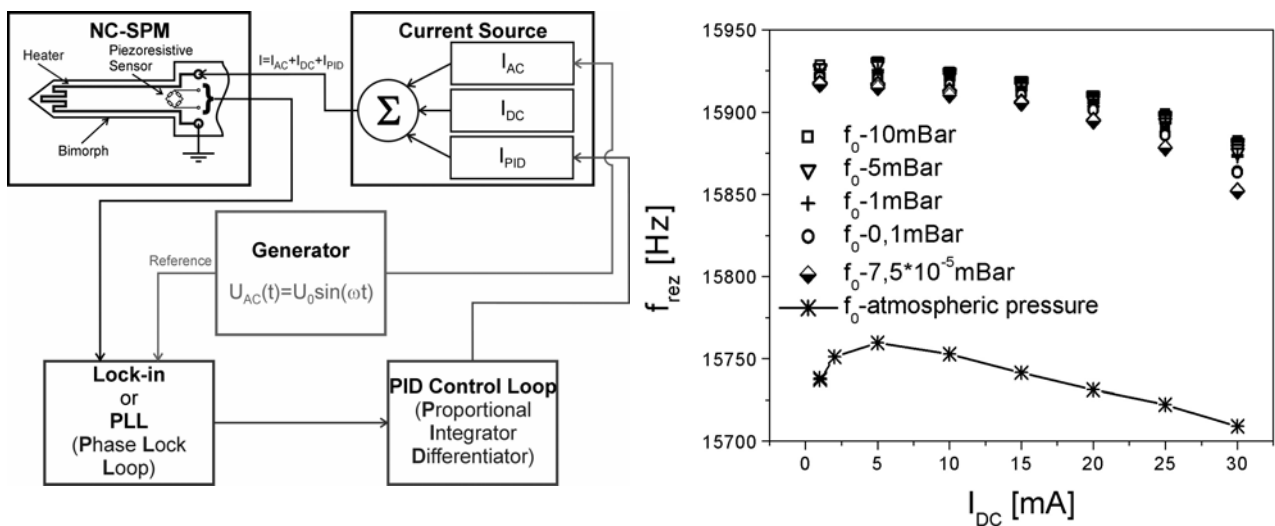 NC-SPM
Heater
Piezoresistive
Sensor
Bimorph
I=I_AC+I_DC+I_PID
Current Source
Σ
I_AC
I_DC
I_PID
Generator
U_AC(t)=U_0sin(ωt)
Reference
Lock-in
or
PLL
(Phase Lock
Loop)
PID Control Loop
(Proportional
Integrator
Differentiator)
f_rez [Hz]
15950
15900
15850
15800
15750
15700
f_0-10mBar
f_0-5mBar
f_0-1mBar
f_0-0,1mBar
f_0-7,5*10^-5mBar
f_0-atmospheric pressure
0 5 10 15 20 25 30
I_DC [mA]